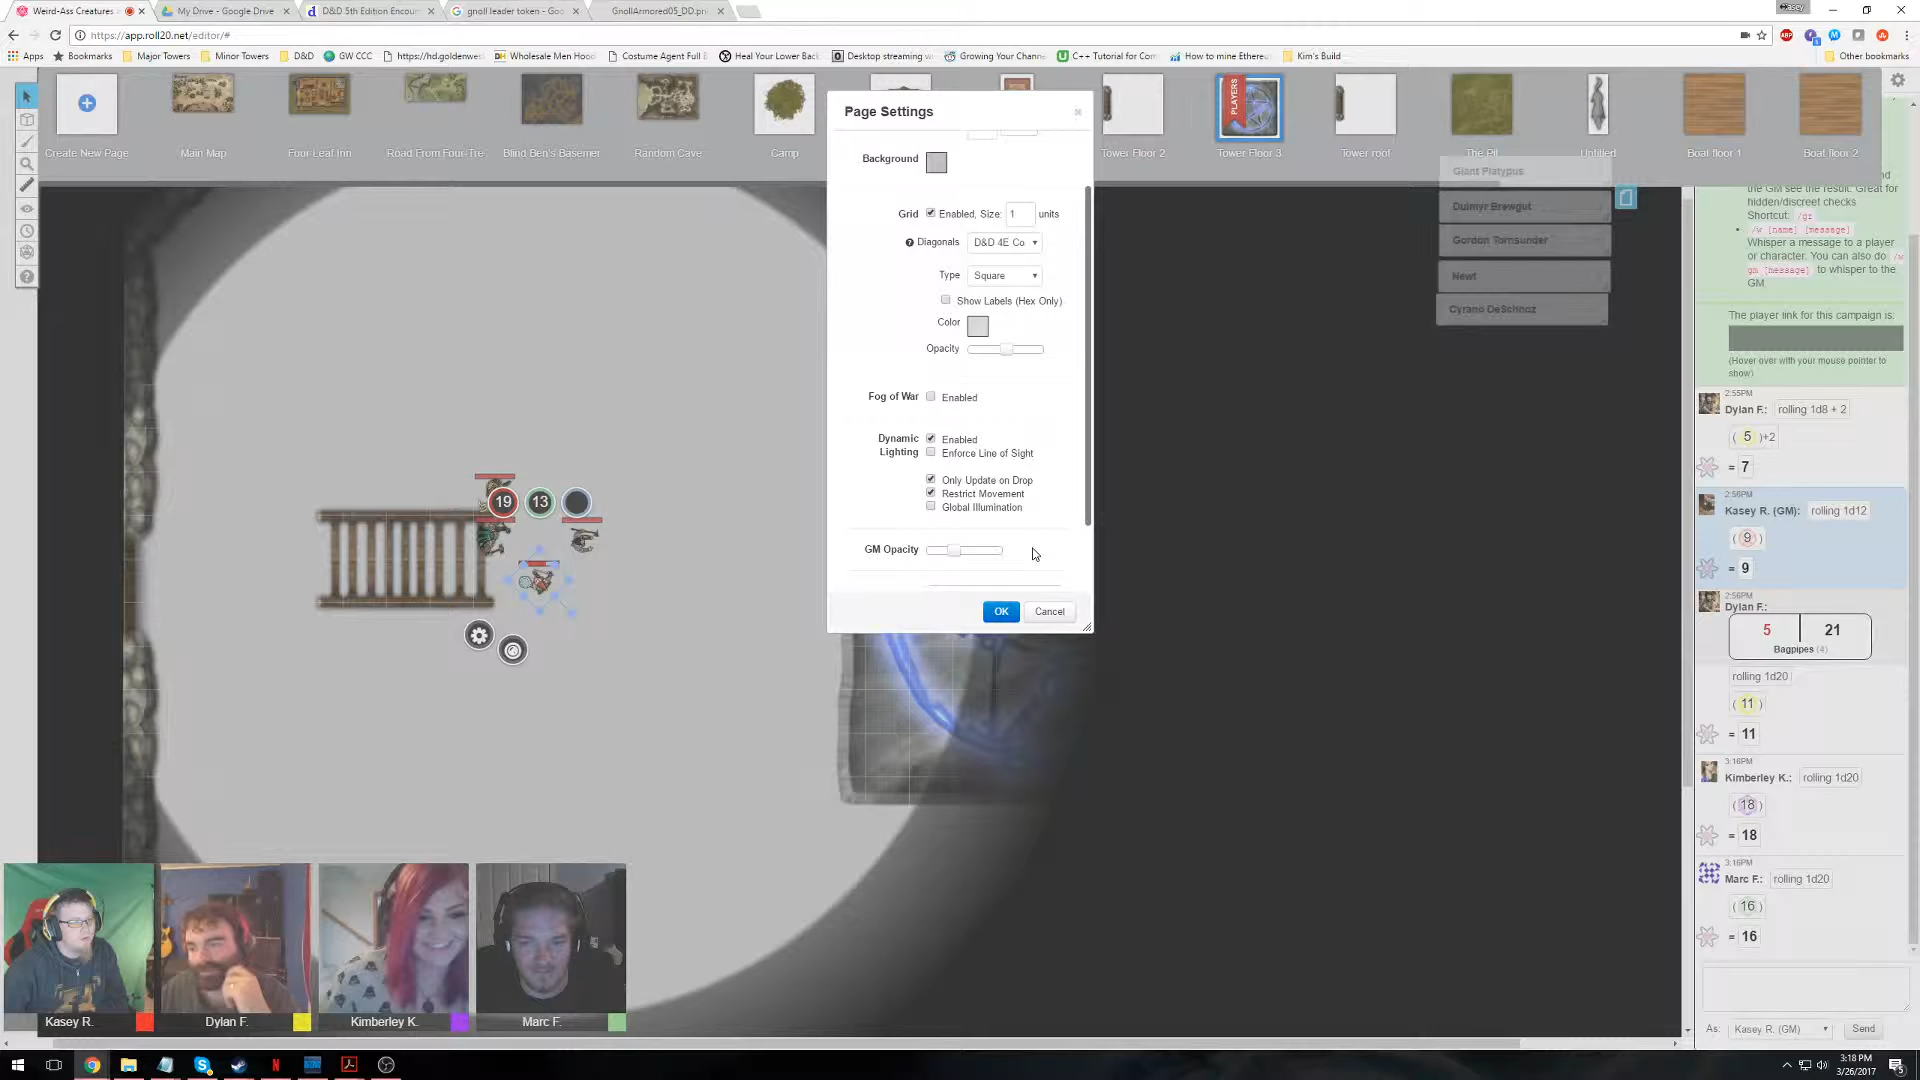 Weird-Ass Creatures
My Drive - Google Drive
D&D 5th Edition Encoun
gnoll leader token - Goo
GnollArmored05_DD.pn
Kasey
https://app.roll20.net/editor/#
Apps
Bookmarks
Major Towers
Minor Towers
D&D
GW CCC
https://hd.goldenwes
Wholesale Men Hood
Costume Agent Full B
Heal Your Lower Back
Desktop streaming w
Growing Your Chann
C++ Tutorial for Com
How to mine Ethereu
Kim's Build
Other bookmarks
Create New Page
Main Map
Four Leaf Inn
Road From Four-Tre
Blind Ben's Basemer
Random Cave
Camp
Tower Floor 2
PLAYERS
Tower Floor 3
Tower roof
The Pit
Untitled
Boat floor 1
Boat floor 2
Page Settings
Background
Grid
Enabled, Size:
1
units
Diagonals
D&D 4E Co
Type
Square
Show Labels (Hex Only)
Color
Opacity
Fog of War
Enabled
Dynamic
Lighting
Enabled
Enforce Line of Sight
Only Update on Drop
Restrict Movement
Global Illumination
GM Opacity
OK
Cancel
Giant Platypus
Dulmyr Brewgut
Gordon Tornsunder
Newt
Cyrano DeSchnoz
19
13
the GM see the result. Great for
hidden/discreet checks
Shortcut: /gr
/w [name] [message]
Whisper a message to a player
or character. You can also do /w
gm [message] to whisper to the
GM
The player link for this campaign is:
(Hover over with your mouse pointer to
show)
2:55PM
Dylan F.:
rolling 1d8 + 2
( 5 )+2
= 7
2:56PM
Kasey R. (GM):
rolling 1d12
( 9 )
= 9
2:56PM
Dylan F.:
5
21
Bagpipes (4)
rolling 1d20
( 11 )
= 11
3:16PM
Kimberley K.:
rolling 1d20
( 18 )
= 18
3:16PM
Marc F.:
rolling 1d20
( 16 )
= 16
As:
Kasey R. (GM)
Send
Kasey R.
Dylan F.
Kimberley K.
Marc F.
3:18 PM
3/26/2017